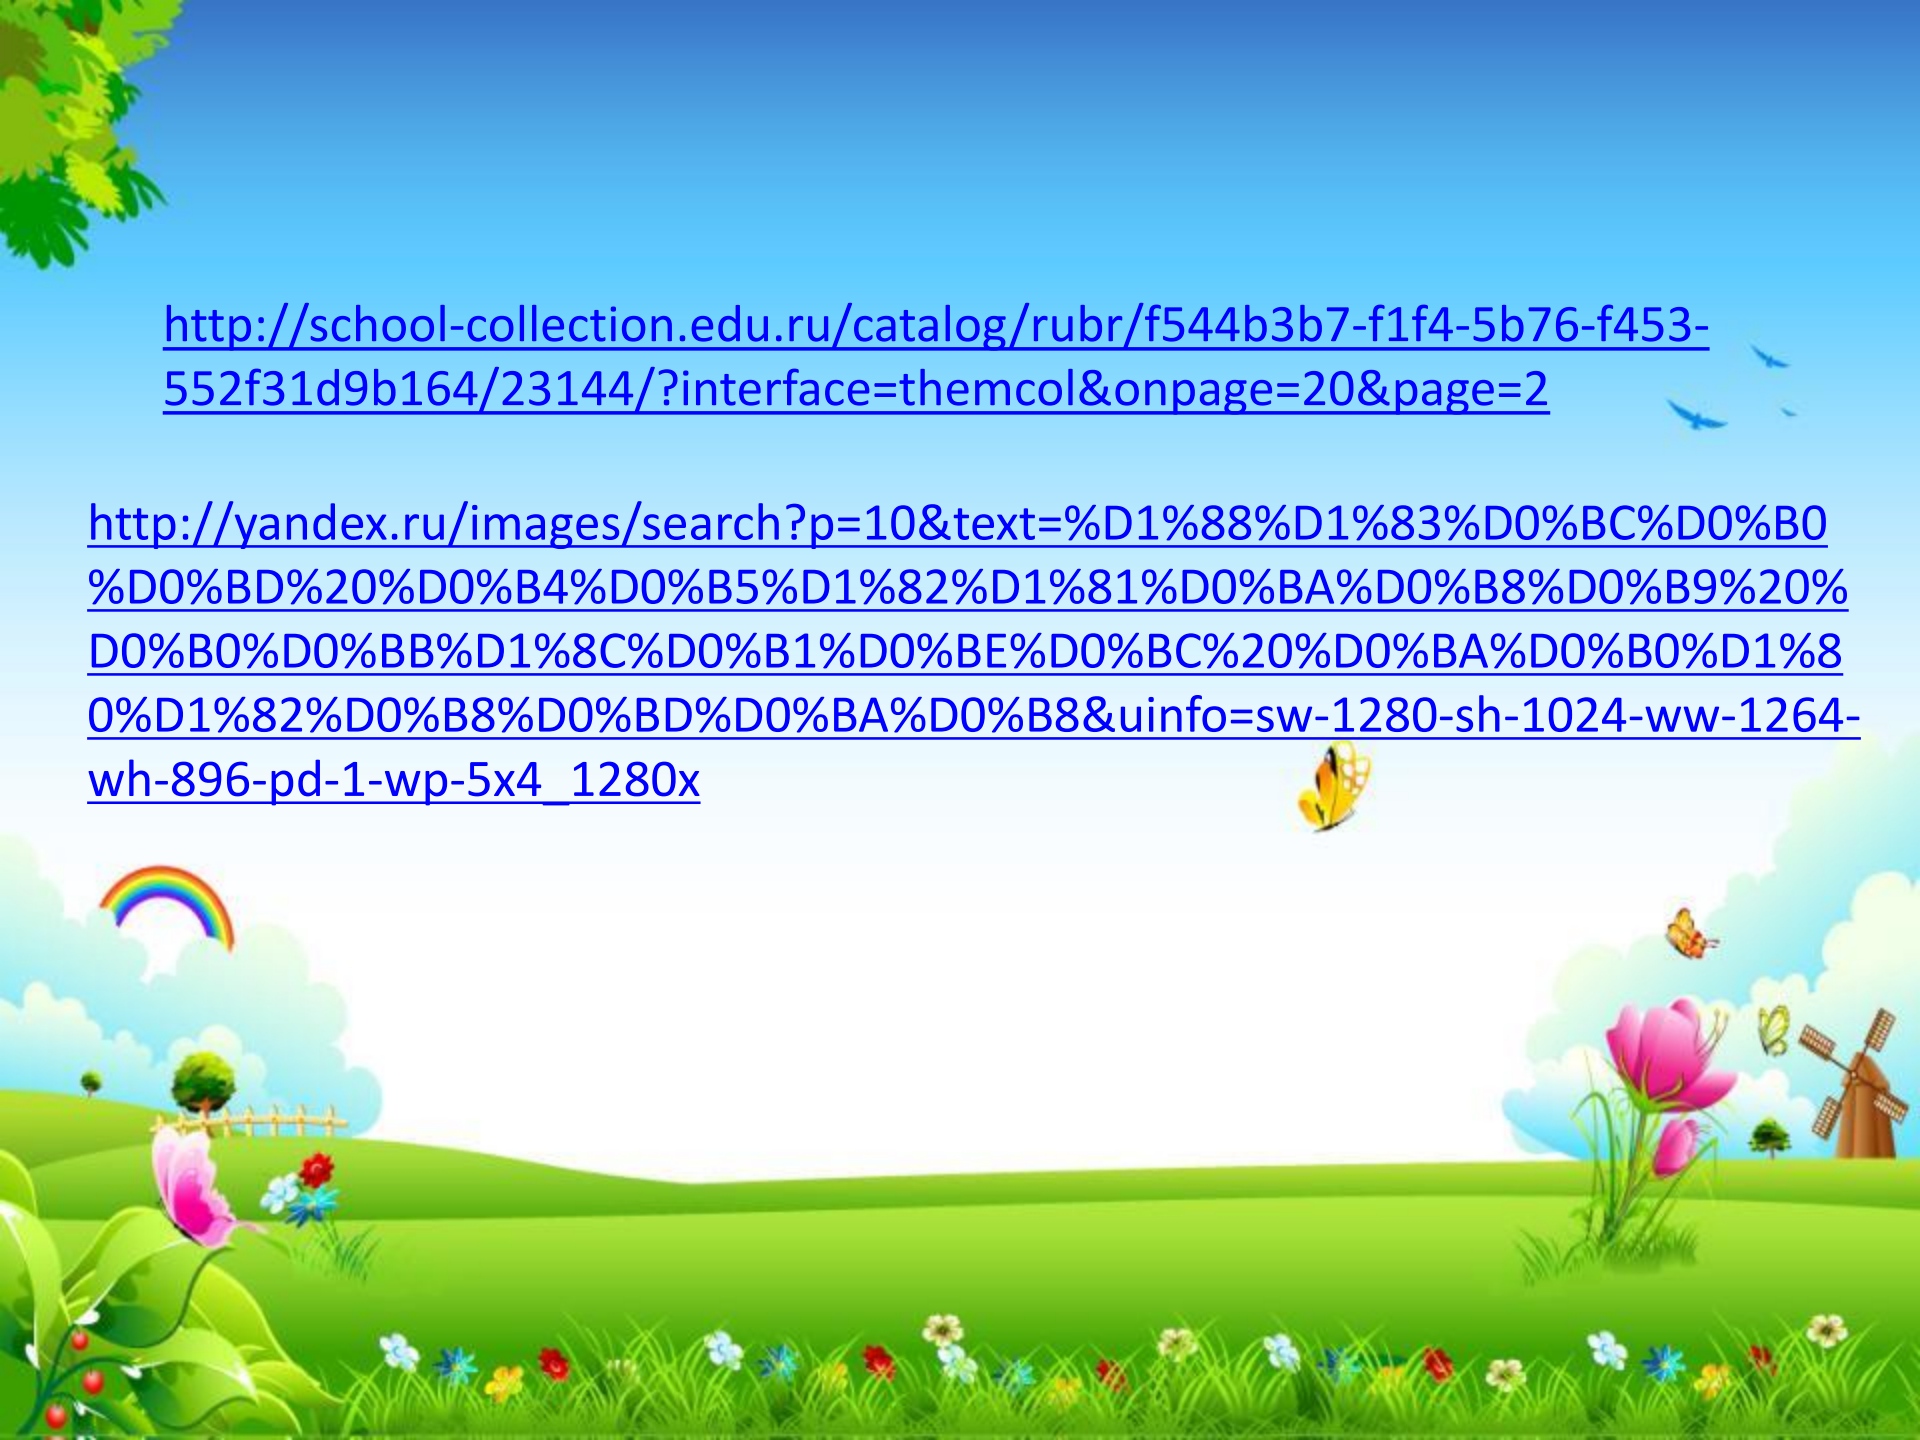 http://school-collection.edu.ru/catalog/rubr/f544b3b7-f1f4-5b76-f453-
552f31d9b164/23144/?interface=themcol&onpage=20&page=2
http://yandex.ru/images/search?p=10&text=%D1%88%D1%83%D0%BC%D0%B0
%D0%BD%20%D0%B4%D0%B5%D1%82%D1%81%D0%BA%D0%B8%D0%B9%20%
D0%B0%D0%BB%D1%8C%D0%B1%D0%BE%D0%BC%20%D0%BA%D0%B0%D1%8
0%D1%82%D0%B8%D0%BD%D0%BA%D0%B8&uinfo=sw-1280-sh-1024-ww-1264-
wh-896-pd-1-wp-5x4_1280x